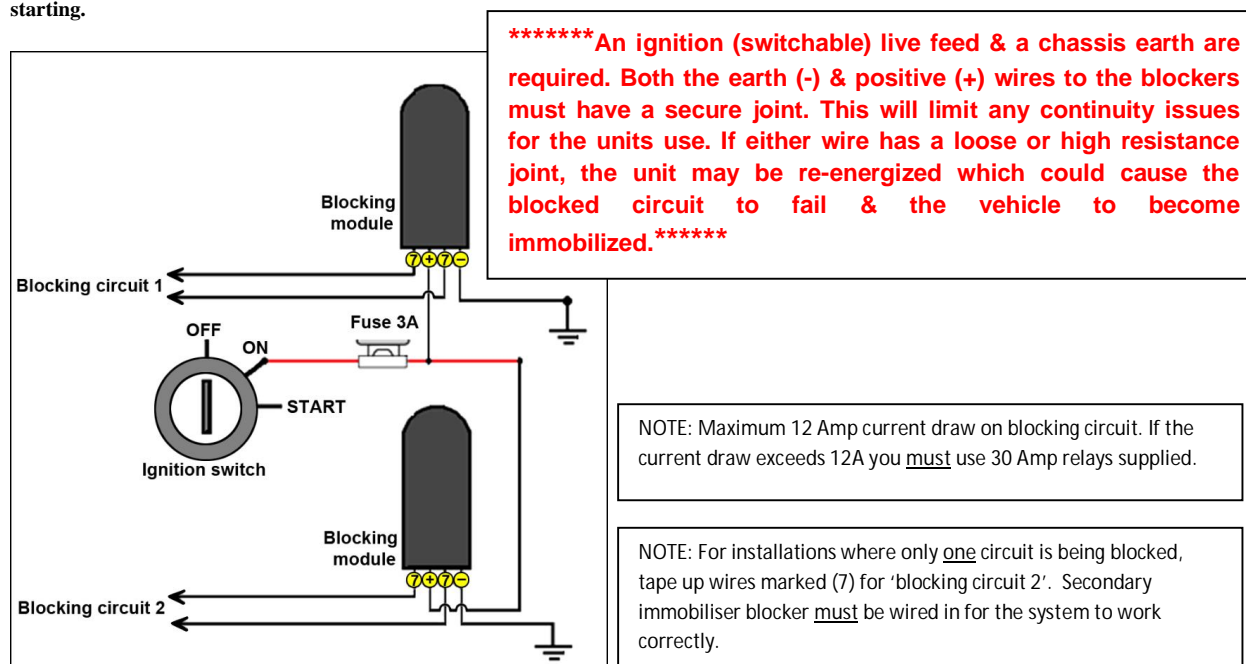 starting.
*******An ignition (switchable) live feed & a chassis earth are
required. Both the earth (-) & positive (+) wires to the blockers
must have a secure joint. This will limit any continuity issues
for the units use. If either wire has a loose or high resistance
joint, the unit may be re-energized which could cause the
blocked circuit to fail & the vehicle to become
immobilized.******
Blocking
module
7 + 7 −
Blocking circuit 1
Fuse 3A
OFF
ON
START
Ignition switch
Blocking
module
7 + 7 −
Blocking circuit 2
NOTE: Maximum 12 Amp current draw on blocking circuit. If the
current draw exceeds 12A you must use 30 Amp relays supplied.
NOTE: For installations where only one circuit is being blocked,
tape up wires marked (7) for ‘blocking circuit 2’. Secondary
immobiliser blocker must be wired in for the system to work
correctly.